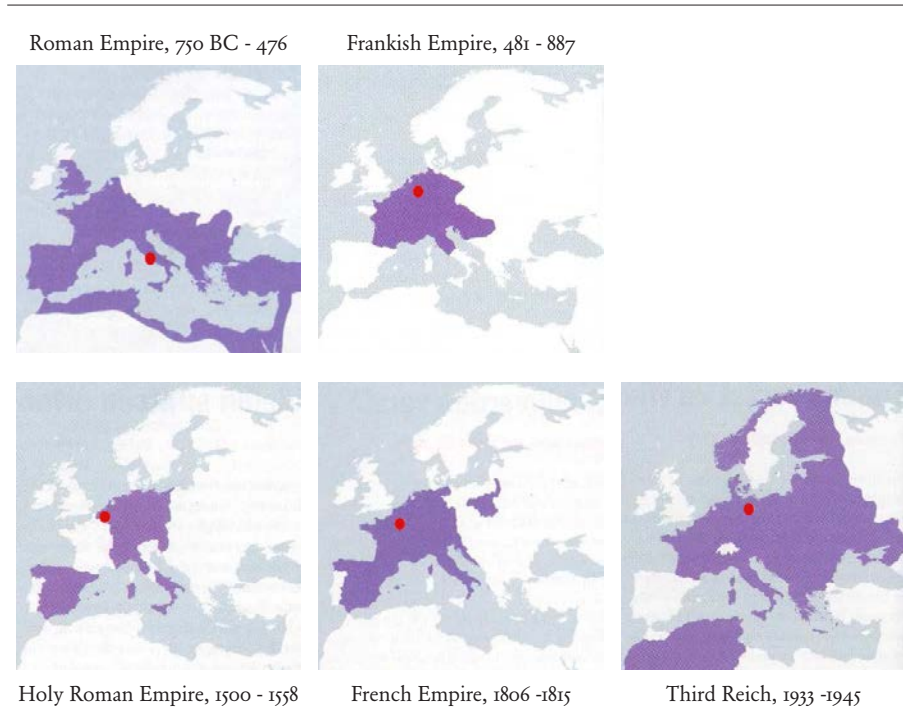 Roman Empire, 750 BC - 476
Frankish Empire, 481 - 887
Holy Roman Empire, 1500 - 1558
French Empire, 1806 -1815
Third Reich, 1933 -1945